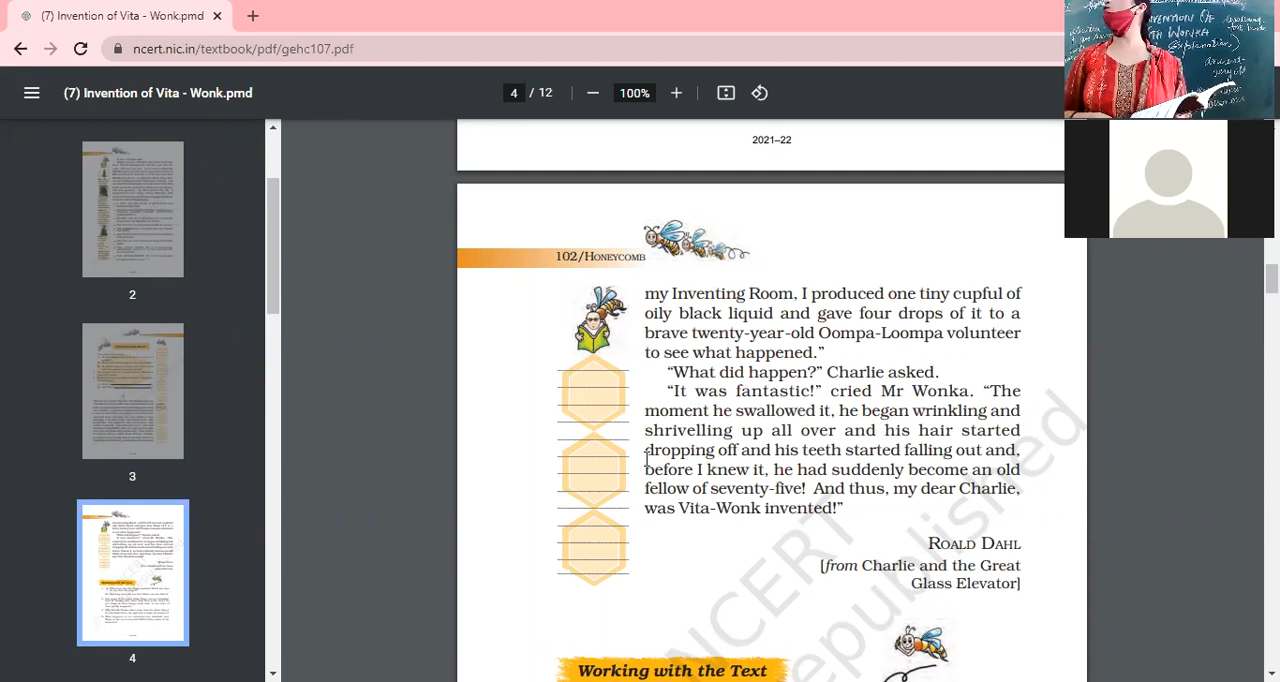 (7) Invention of Vita - Wonk.pmd
ncert.nic.in/textbook/pdf/gehc107.pdf
(7) Invention of Vita - Wonk.pmd
4 / 12
100%
INVENTION OF
WONKA
(Explanation)
2
3
4
2021–22
102/HONEYCOMB
my Inventing Room, I produced one tiny cupful of
oily black liquid and gave four drops of it to a
brave twenty-year-old Oompa-Loompa volunteer
to see what happened.”
“What did happen?” Charlie asked.
“It was fantastic!” cried Mr Wonka. “The
moment he swallowed it, he began wrinkling and
shrivelling up all over and his hair started
dropping off and his teeth started falling out and,
before I knew it, he had suddenly become an old
fellow of seventy-five! And thus, my dear Charlie,
was Vita-Wonk invented!”
ROALD DAHL
[from Charlie and the Great
Glass Elevator]
Working with the Text
NCERT
republished